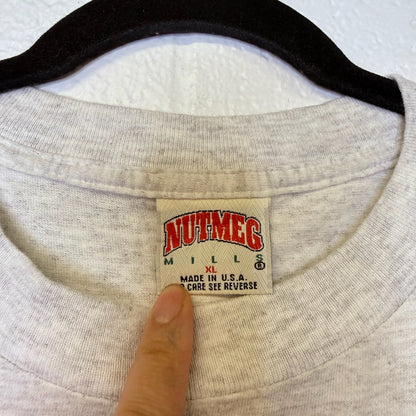 NUTMEG
MILLS ®
XL
MADE IN U.S.A.
CARE SEE REVERSE